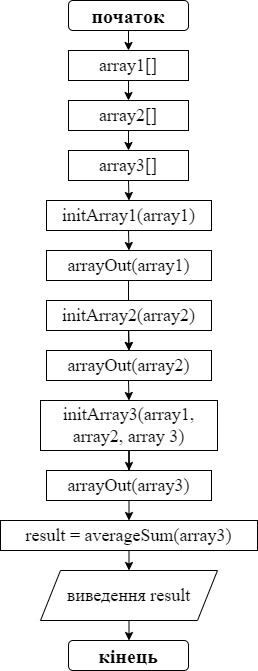 початок
array1[]
array2[]
array3[]
initArray1(array1)
arrayOut(array1)
initArray2(array2)
arrayOut(array2)
initArray3(array1,
array2, array 3)
arrayOut(array3)
result = averageSum(array3)
виведення result
кінець